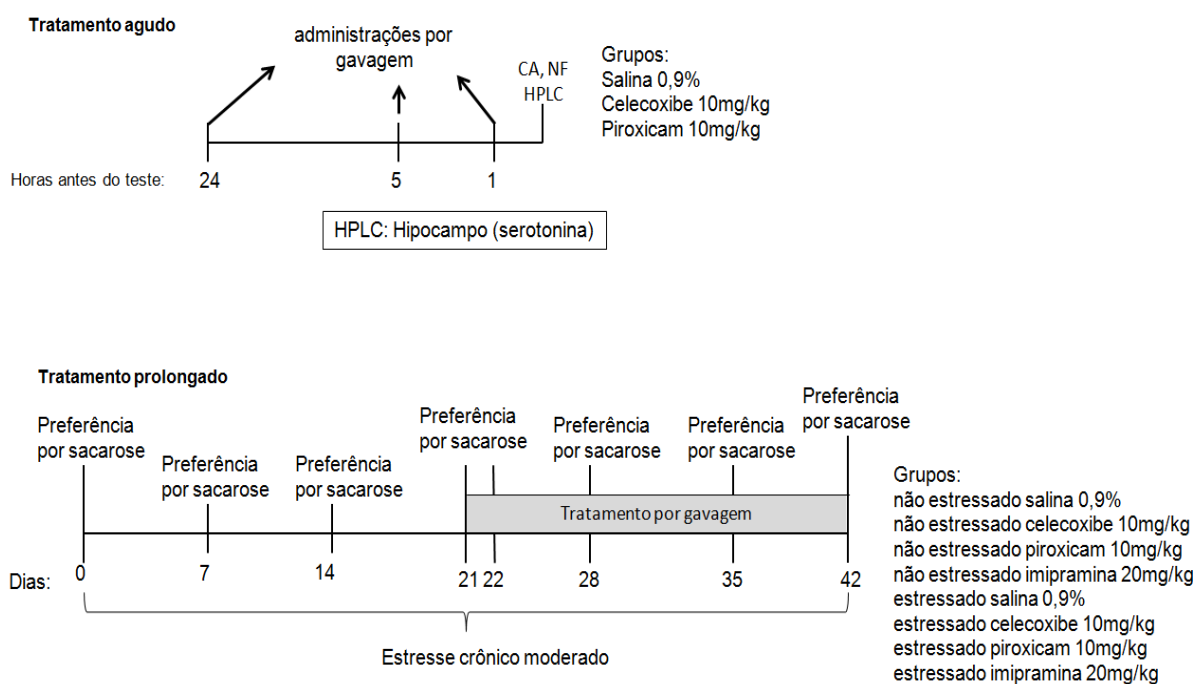 Tratamento agudo
administrações por
gavagem
CA, NF
HPLC
Grupos:
Salina 0,9%
Celecoxibe 10mg/kg
Piroxicam 10mg/kg
Horas antes do teste:
24
5
1
HPLC: Hipocampo (serotonina)
Tratamento prolongado
Preferência
por sacarose
Preferência
por sacarose
Preferência
por sacarose
Preferência
por sacarose
Preferência
por sacarose
Preferência
por sacarose
Preferência
por sacarose
Tratamento por gavagem
Dias:
0
7
14
21
22
28
35
42
Estresse crônico moderado
Grupos:
não estressado salina 0,9%
não estressado celecoxibe 10mg/kg
não estressado piroxicam 10mg/kg
não estressado imipramina 20mg/kg
estressado salina 0,9%
estressado celecoxibe 10mg/kg
estressado piroxicam 10mg/kg
estressado imipramina 20mg/kg